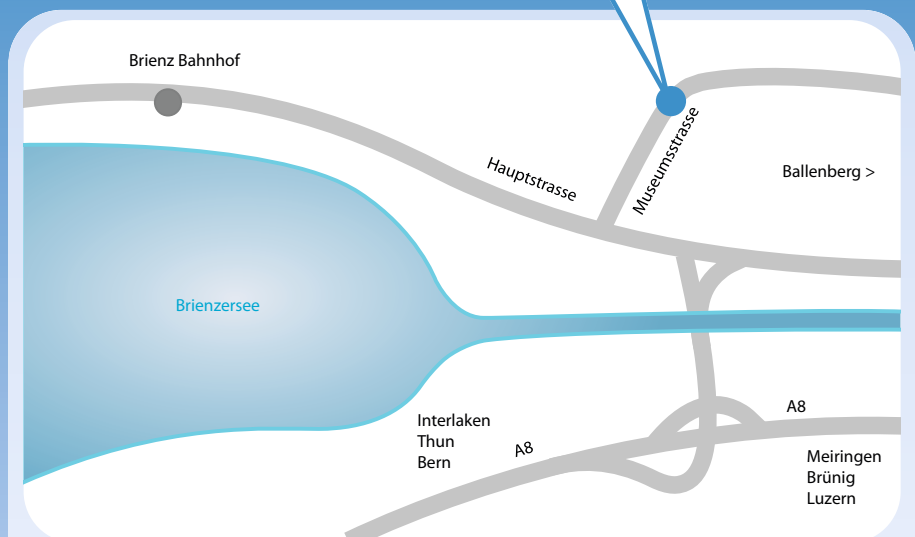 Brienz Bahnhof
Hauptstrasse
Museumsstrasse
Ballenberg >
Brienzersee
Interlaken
Thun
Bern
A8
A8
Meiringen
Brünig
Luzern